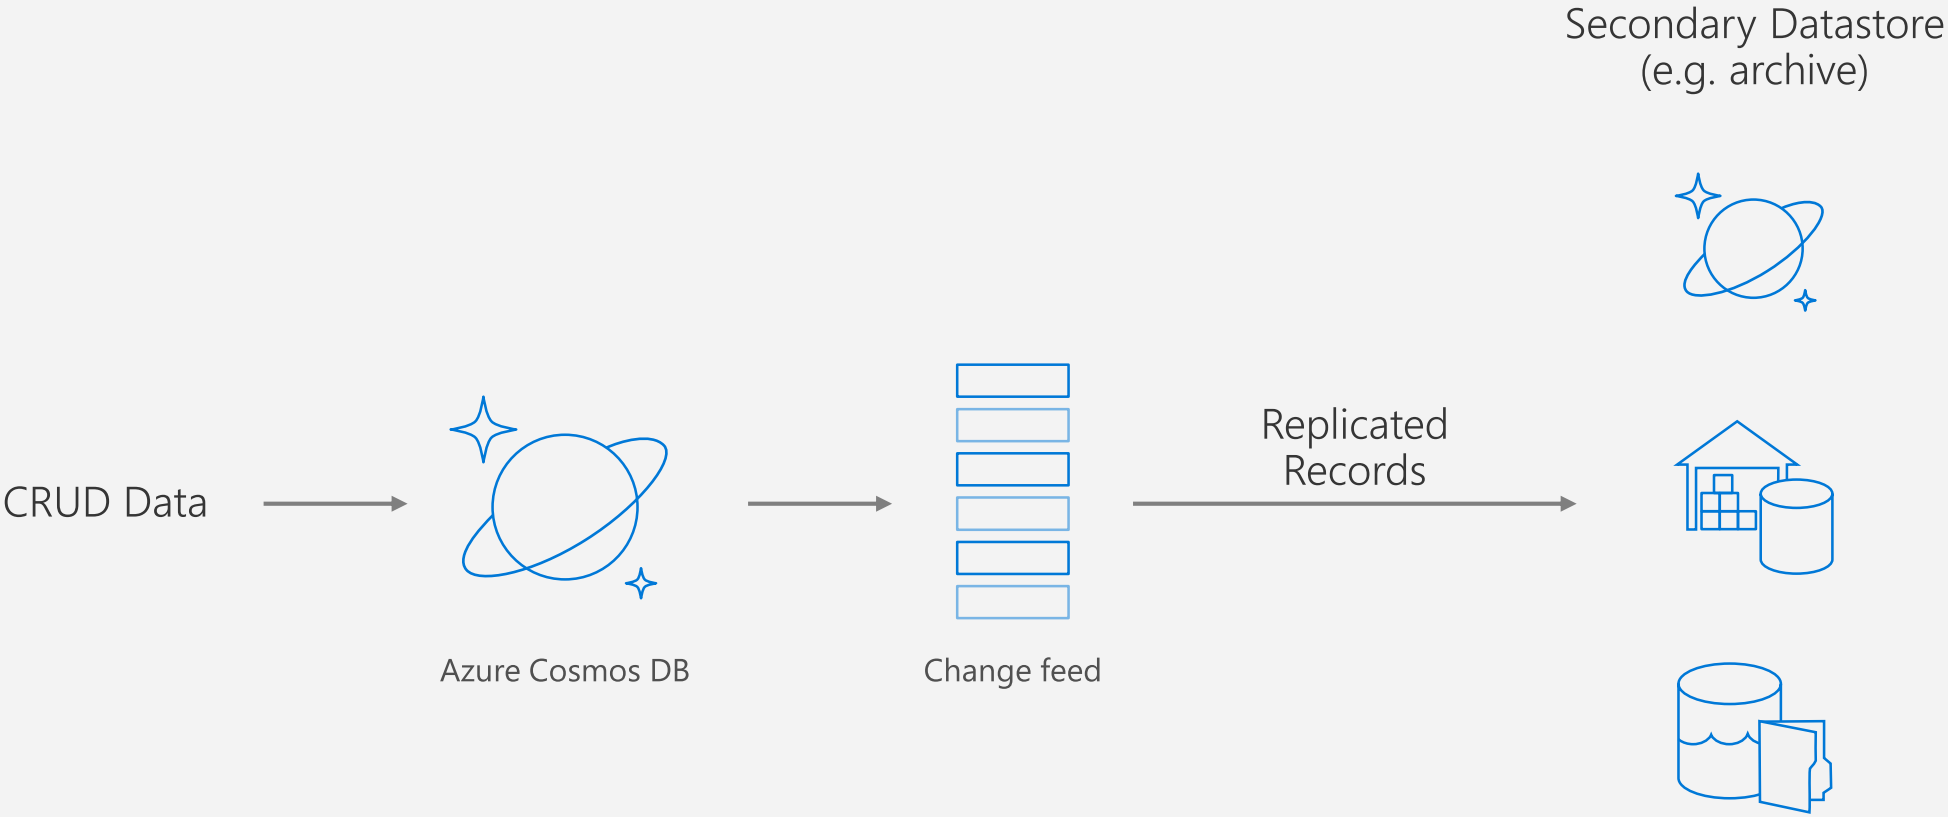 Secondary Datastore
(e.g. archive)
Replicated
Records
CRUD Data
Azure Cosmos DB
Change feed